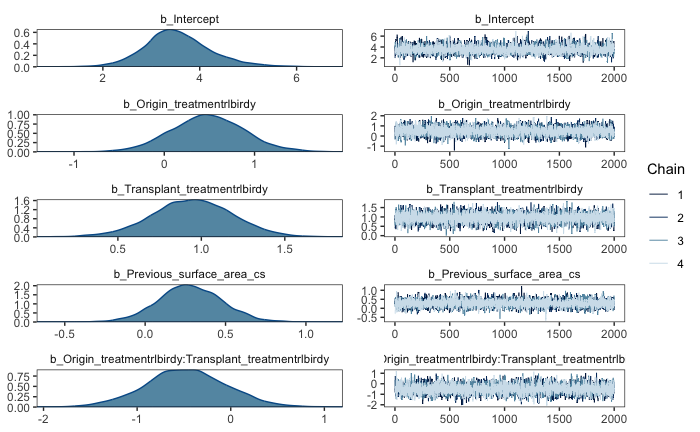 b_Intercept
0.6
0.4
0.2
0.0
2 4 6
b_Intercept
6
4
2
0 500 1000 1500 2000
b_Origin_treatmentrlbirdy
1.00
0.75
0.50
0.25
0.00
-1 0 1
b_Origin_treatmentrlbirdy
2
1
0
-1
0 500 1000 1500 2000
b_Transplant_treatmentrlbirdy
1.6
1.2
0.8
0.4
0.0
0.5 1.0 1.5
b_Transplant_treatmentrlbirdy
1.5
1.0
0.5
0.0
0 500 1000 1500 2000
b_Previous_surface_area_cs
2.0
1.5
1.0
0.5
0.0
-0.5 0.0 0.5 1.0
b_Previous_surface_area_cs
1.0
0.5
0.0
-0.5
0 500 1000 1500 2000
b_Origin_treatmentrlbirdy:Transplant_treatmentrlbirdy
0.75
0.50
0.25
0.00
-2 -1 0 1
Origin_treatmentrlbirdy:Transplant_treatmentrlb
1
0
-1
-2
0 500 1000 1500 2000
Chain
1
2
3
4